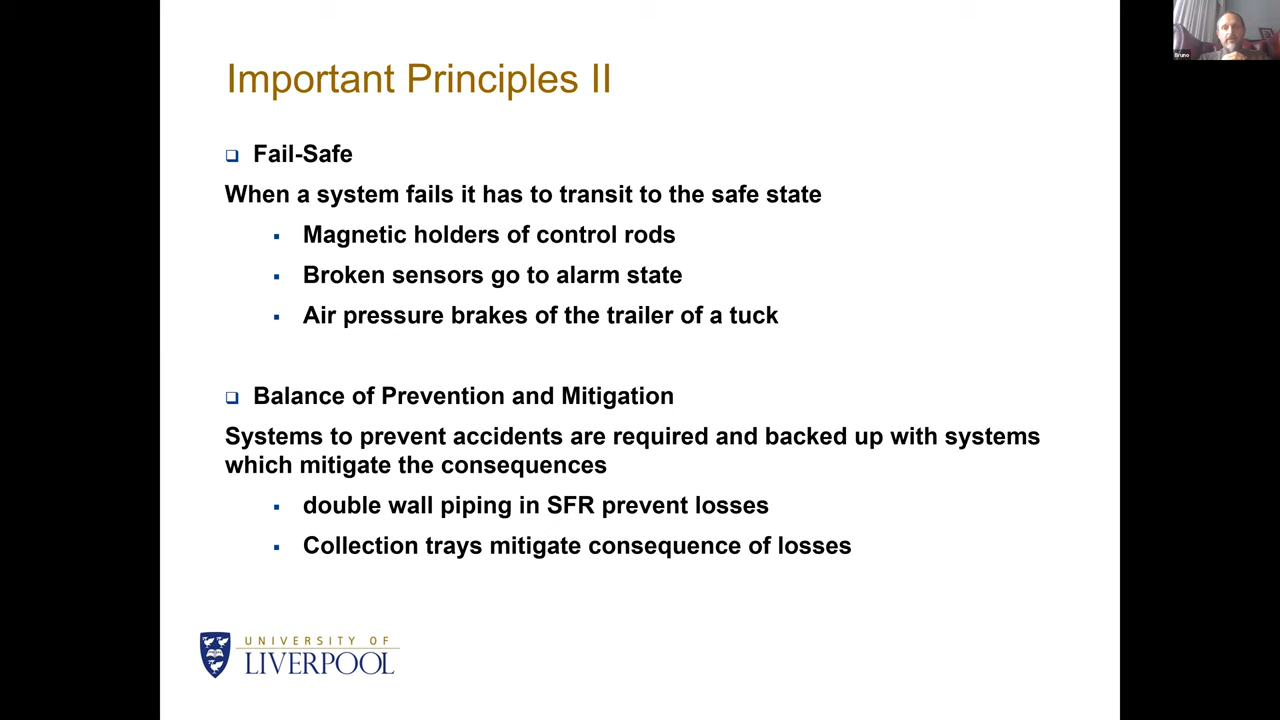 Important Principles II
Fail-Safe
When a system fails it has to transit to the safe state
Magnetic holders of control rods
Broken sensors go to alarm state
Air pressure brakes of the trailer of a tuck
Balance of Prevention and Mitigation
Systems to prevent accidents are required and backed up with systems
which mitigate the consequences
double wall piping in SFR prevent losses
Collection trays mitigate consequence of losses
UNIVERSITY OF
LIVERPOOL
Bruno